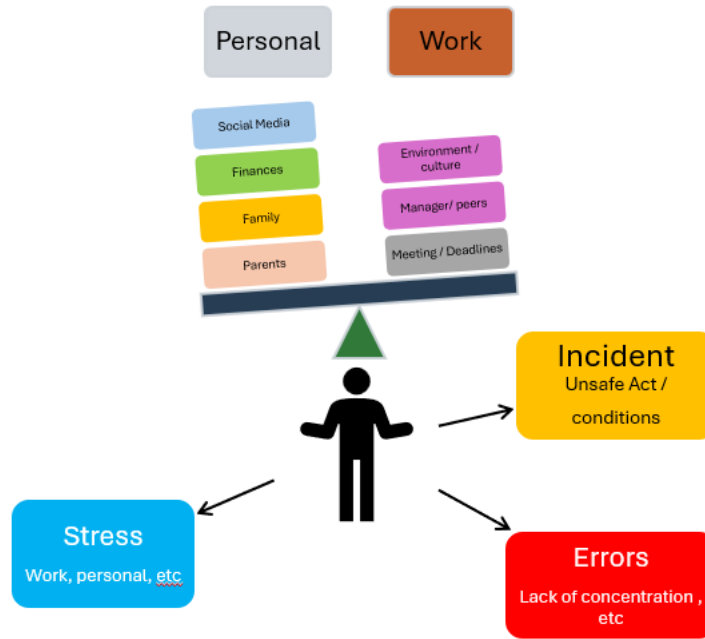 Personal
Work
Social Media
Finances
Family
Parents
Environment /
culture
Manager/ peers
Meeting / Deadlines
Incident
Unsafe Act /
conditions
Stress
Work, personal, etc
Errors
Lack of concentration ,
etc